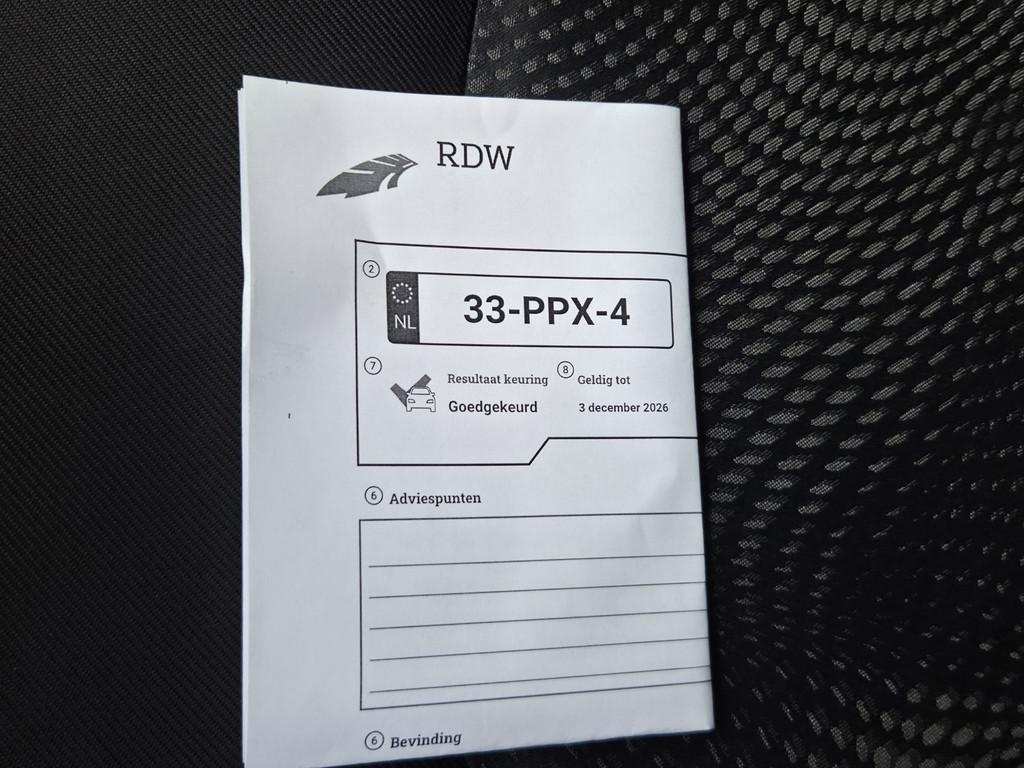 RDW
2
NL
33-PPX-4
7 Resultaat keuring 8 Geldig tot
Goedgekeurd 3 december 2026
6 Adviespunten
6 Bevinding